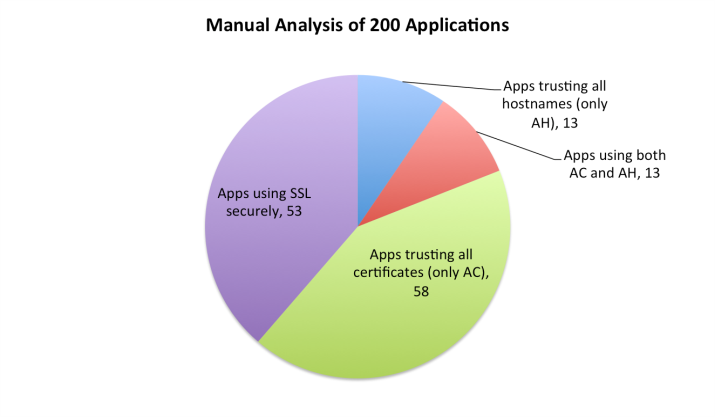 Manual Analysis of 200 Applications
Apps trusting all
hostnames (only
AH), 13
Apps using both
AC and AH, 13
Apps using SSL
securely, 53
Apps trusting all
certificates (only AC),
58